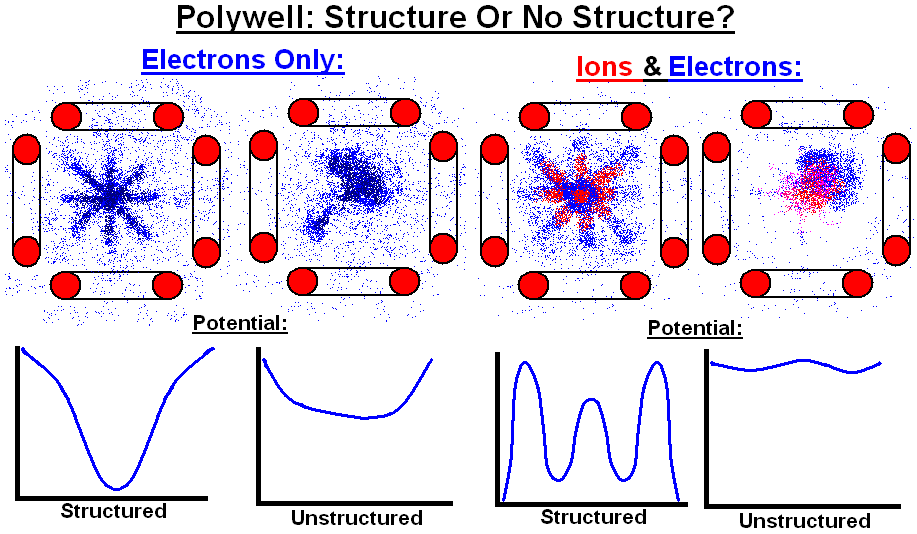 Polywell: Structure Or No Structure?
Electrons Only:
Ions & Electrons:
Potential:
Potential:
Structured
Unstructured
Structured
Unstructured